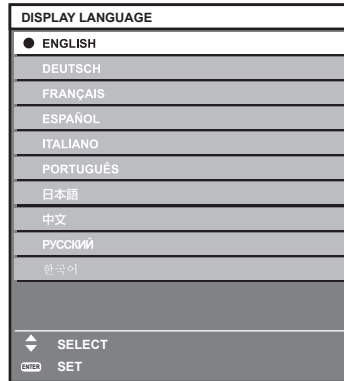 DISPLAY LANGUAGE
ENGLISH
DEUTSCH
FRANÇAIS
ESPAÑOL
ITALIANO
PORTUGUÊS
日本語
中文
РУССКИЙ
한국어
SELECT
ENTER SET